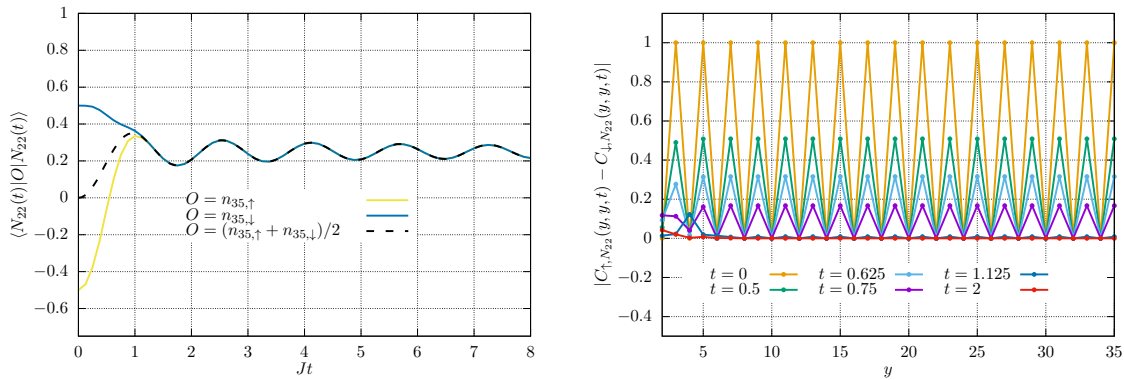 1
0.8
0.6
0.4
0.2
0
−0.2
−0.4
−0.6
0 1 2 3 4 5 6 7 8
Jt
⟨N₂₂(t)|O|N₂₂(t)⟩
O = n₃₅,↑
O = n₃₅,↓
O = (n₃₅,↑ + n₃₅,↓)/2
1
0.8
0.6
0.4
0.2
0
−0.2
−0.4
5 10 15 20 25 30 35
y
|C↑,N₂₂(y, y, t) − C↓,N₂₂(y, y, t)|
t = 0 t = 0.625 t = 1.125
t = 0.5 t = 0.75 t = 2